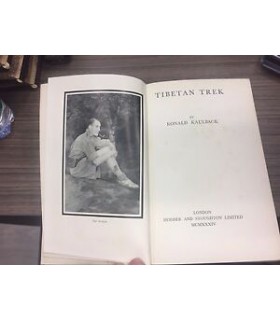 TIBETAN TREK
BY
RONALD KAULBACK
LONDON
HODDER AND STOUGHTON LIMITED
MCMXXXIV